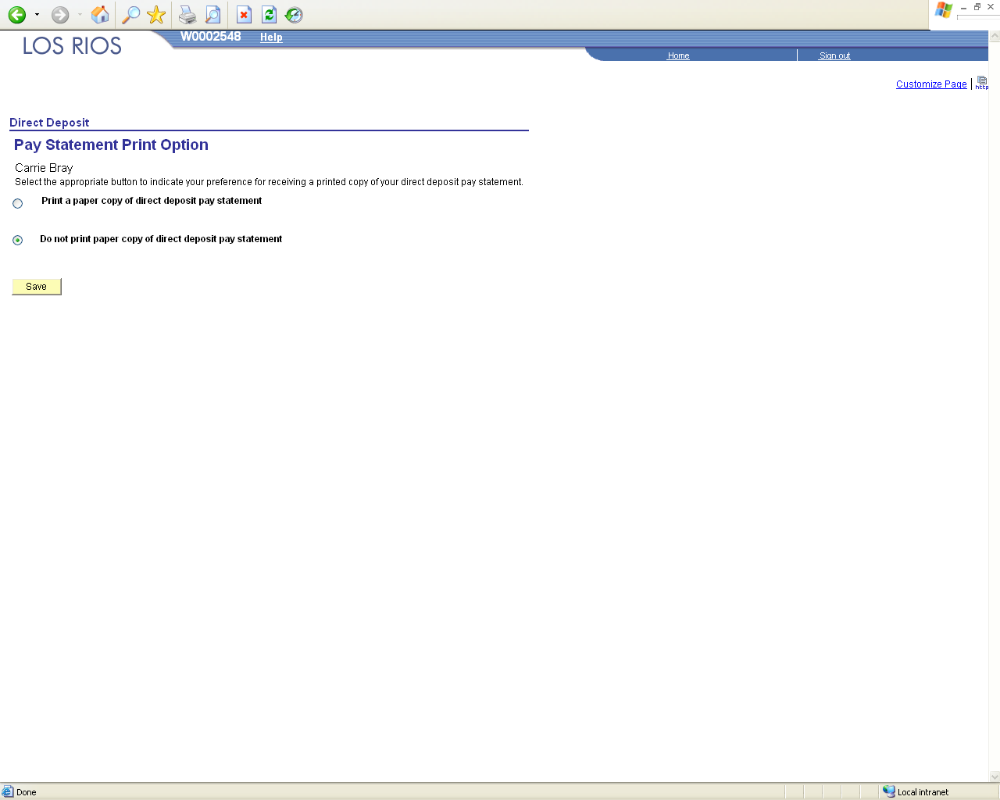 LOS RIOS
W0002548 Help
Home Sign out
Customize Page http
Direct Deposit
Pay Statement Print Option
Carrie Bray
Select the appropriate button to indicate your preference for receiving a printed copy of your direct deposit pay statement.
Print a paper copy of direct deposit pay statement
Do not print paper copy of direct deposit pay statement
Save
Done Local intranet